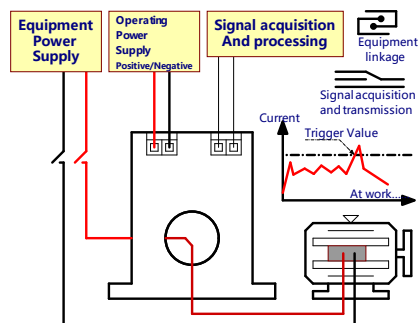 Equipment
Power
Supply
Operating
Power
Supply
Positive/Negative
Signal acquisition
And processing
Equipment
linkage
Signal acquisition
and transmission
Current
Trigger Value
At work...